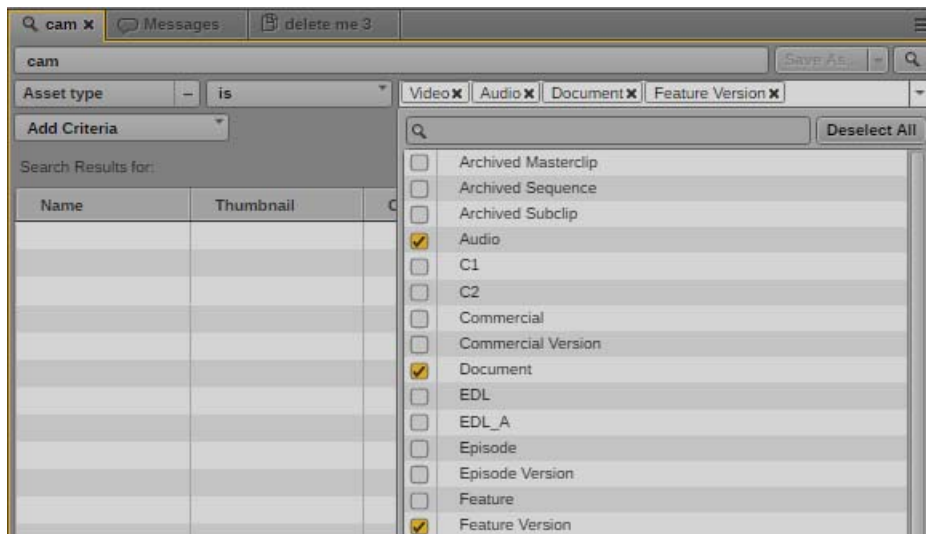 cam x Messages delete me 3
cam Save As...
Asset type – is Video x Audio x Document x Feature Version x
Add Criteria Deselect All
Search Results for:
Name Thumbnail C
Archived Masterclip
Archived Sequence
Archived Subclip
Audio
C1
C2
Commercial
Commercial Version
Document
EDL
EDL_A
Episode
Episode Version
Feature
Feature Version